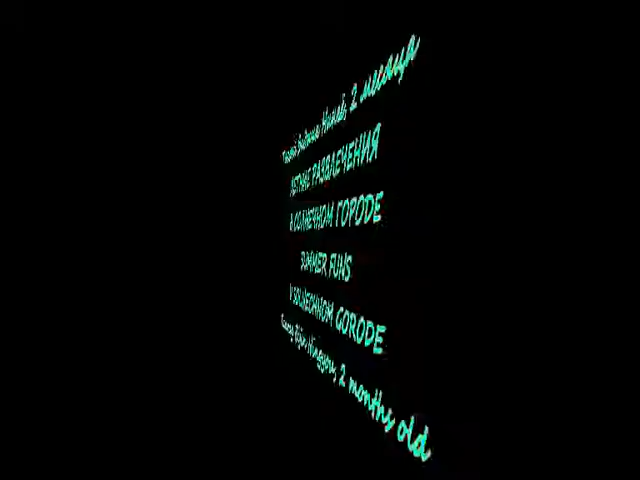 2 месяца
ЛЕТНИЕ РАЗВЛЕЧЕНИЯ
В СОЛНЕЧНОМ ГОРОДЕ
SUMMER FUNS
V SOLNECHNOM GORODE
2 months old